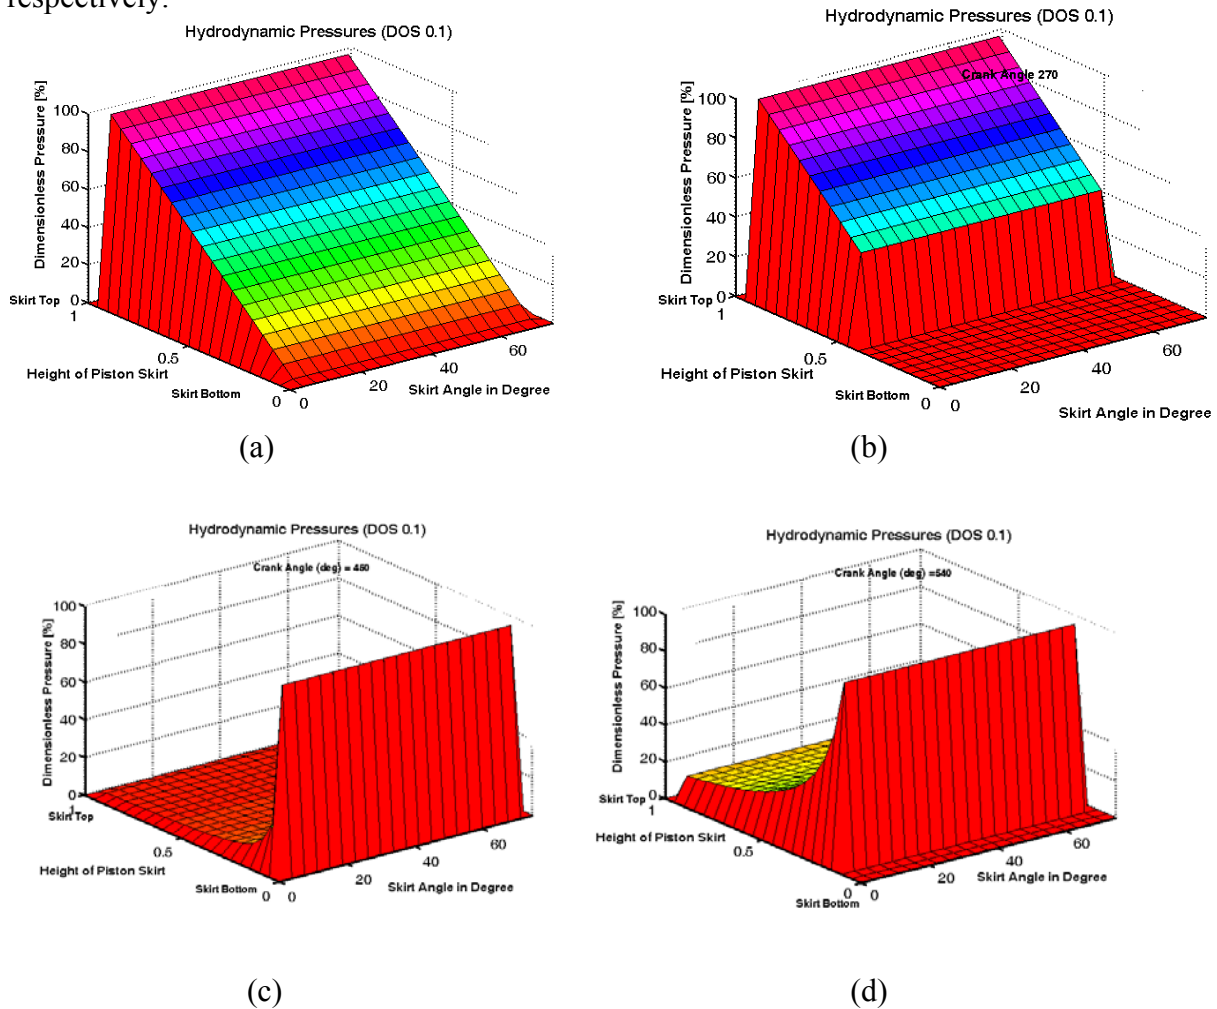 respectively.
Hydrodynamic Pressures (DOS 0.1)
Dimensionless Pressure [%]
100
80
60
40
20
0
Skirt Top
1
0.5
Height of Piston Skirt
Skirt Bottom
0
0
20
40
60
Skirt Angle in Degree
(a)
Hydrodynamic Pressures (DOS 0.1)
Crank Angle 270
Dimensionless Pressure [%]
100
80
60
40
20
0
Skirt Top
1
0.5
Height of Piston Skirt
Skirt Bottom
0
0
20
40
60
Skirt Angle in Degree
(b)
Hydrodynamic Pressures (DOS 0.1)
Crank Angle (deg) = 450
Dimensionless Pressure [%]
100
80
60
40
20
0
1
Skirt Top
0.5
Height of Piston Skirt
Skirt Bottom
0
0
20
40
60
Skirt Angle in Degree
(c)
Hydrodynamic Pressures (DOS 0.1)
Crank Angle (deg) =540
Dimensionless Pressure [%]
100
80
60
40
20
0
Skirt Top
1
0.5
Height of Piston Skirt
Skirt Bottom
0
0
20
40
60
Skirt Angle in Degree
(d)